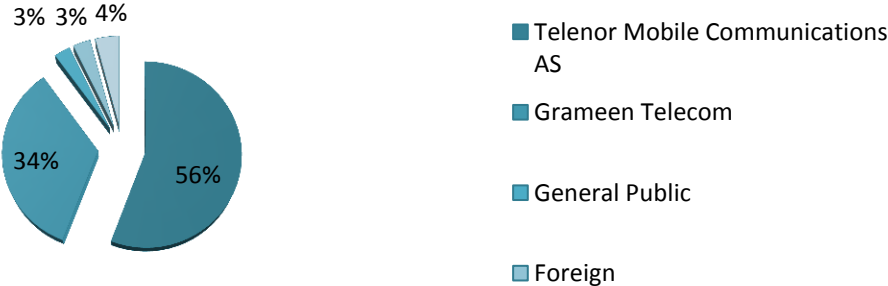 3% 3% 4%
Telenor Mobile Communications
AS
Grameen Telecom
34%
56%
General Public
Foreign